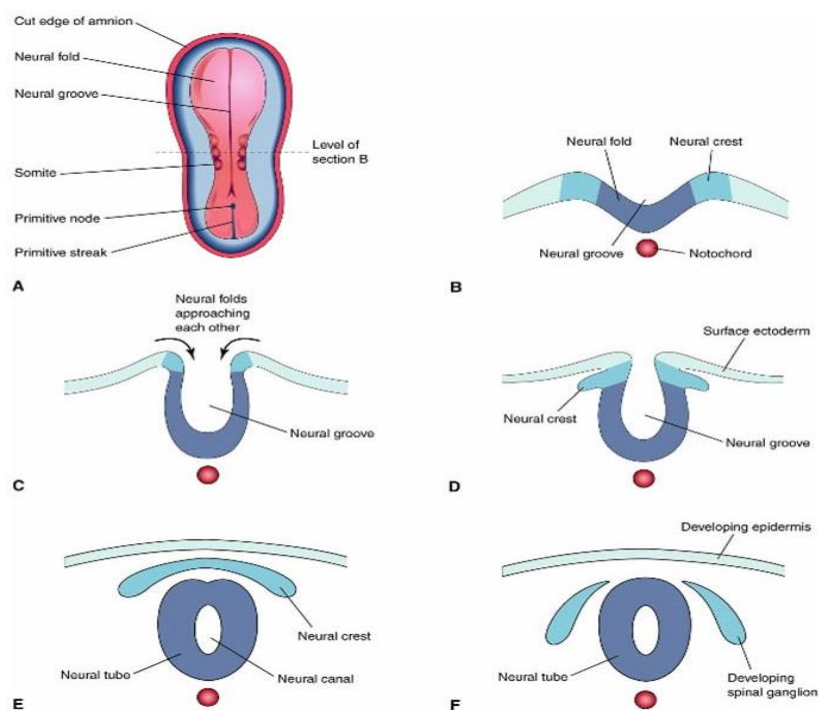 Cut edge of amnion
Neural fold
Neural groove
Level of
section B
Somite
Primitive node
Primitive streak
A
Neural fold
Neural crest
Neural groove
Notochord
B
Neural folds
approaching
each other
Neural groove
C
Surface ectoderm
Neural crest
Neural groove
D
Neural crest
Neural tube
Neural canal
E
Developing epidermis
Neural tube
Developing
spinal ganglion
F